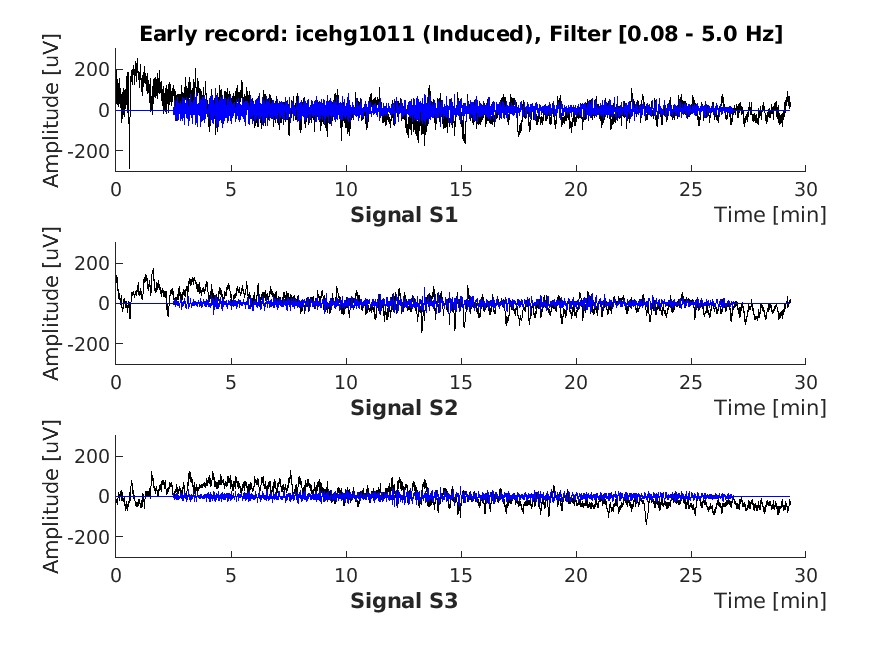 Early record: icehg1011 (Induced), Filter [0.08 - 5.0 Hz]
Amplitude [uV]
200
0
-200
0 5 10 15 20 25 30
Signal S1 Time [min]
Amplitude [uV]
200
0
-200
0 5 10 15 20 25 30
Signal S2 Time [min]
Amplitude [uV]
200
0
-200
0 5 10 15 20 25 30
Signal S3 Time [min]